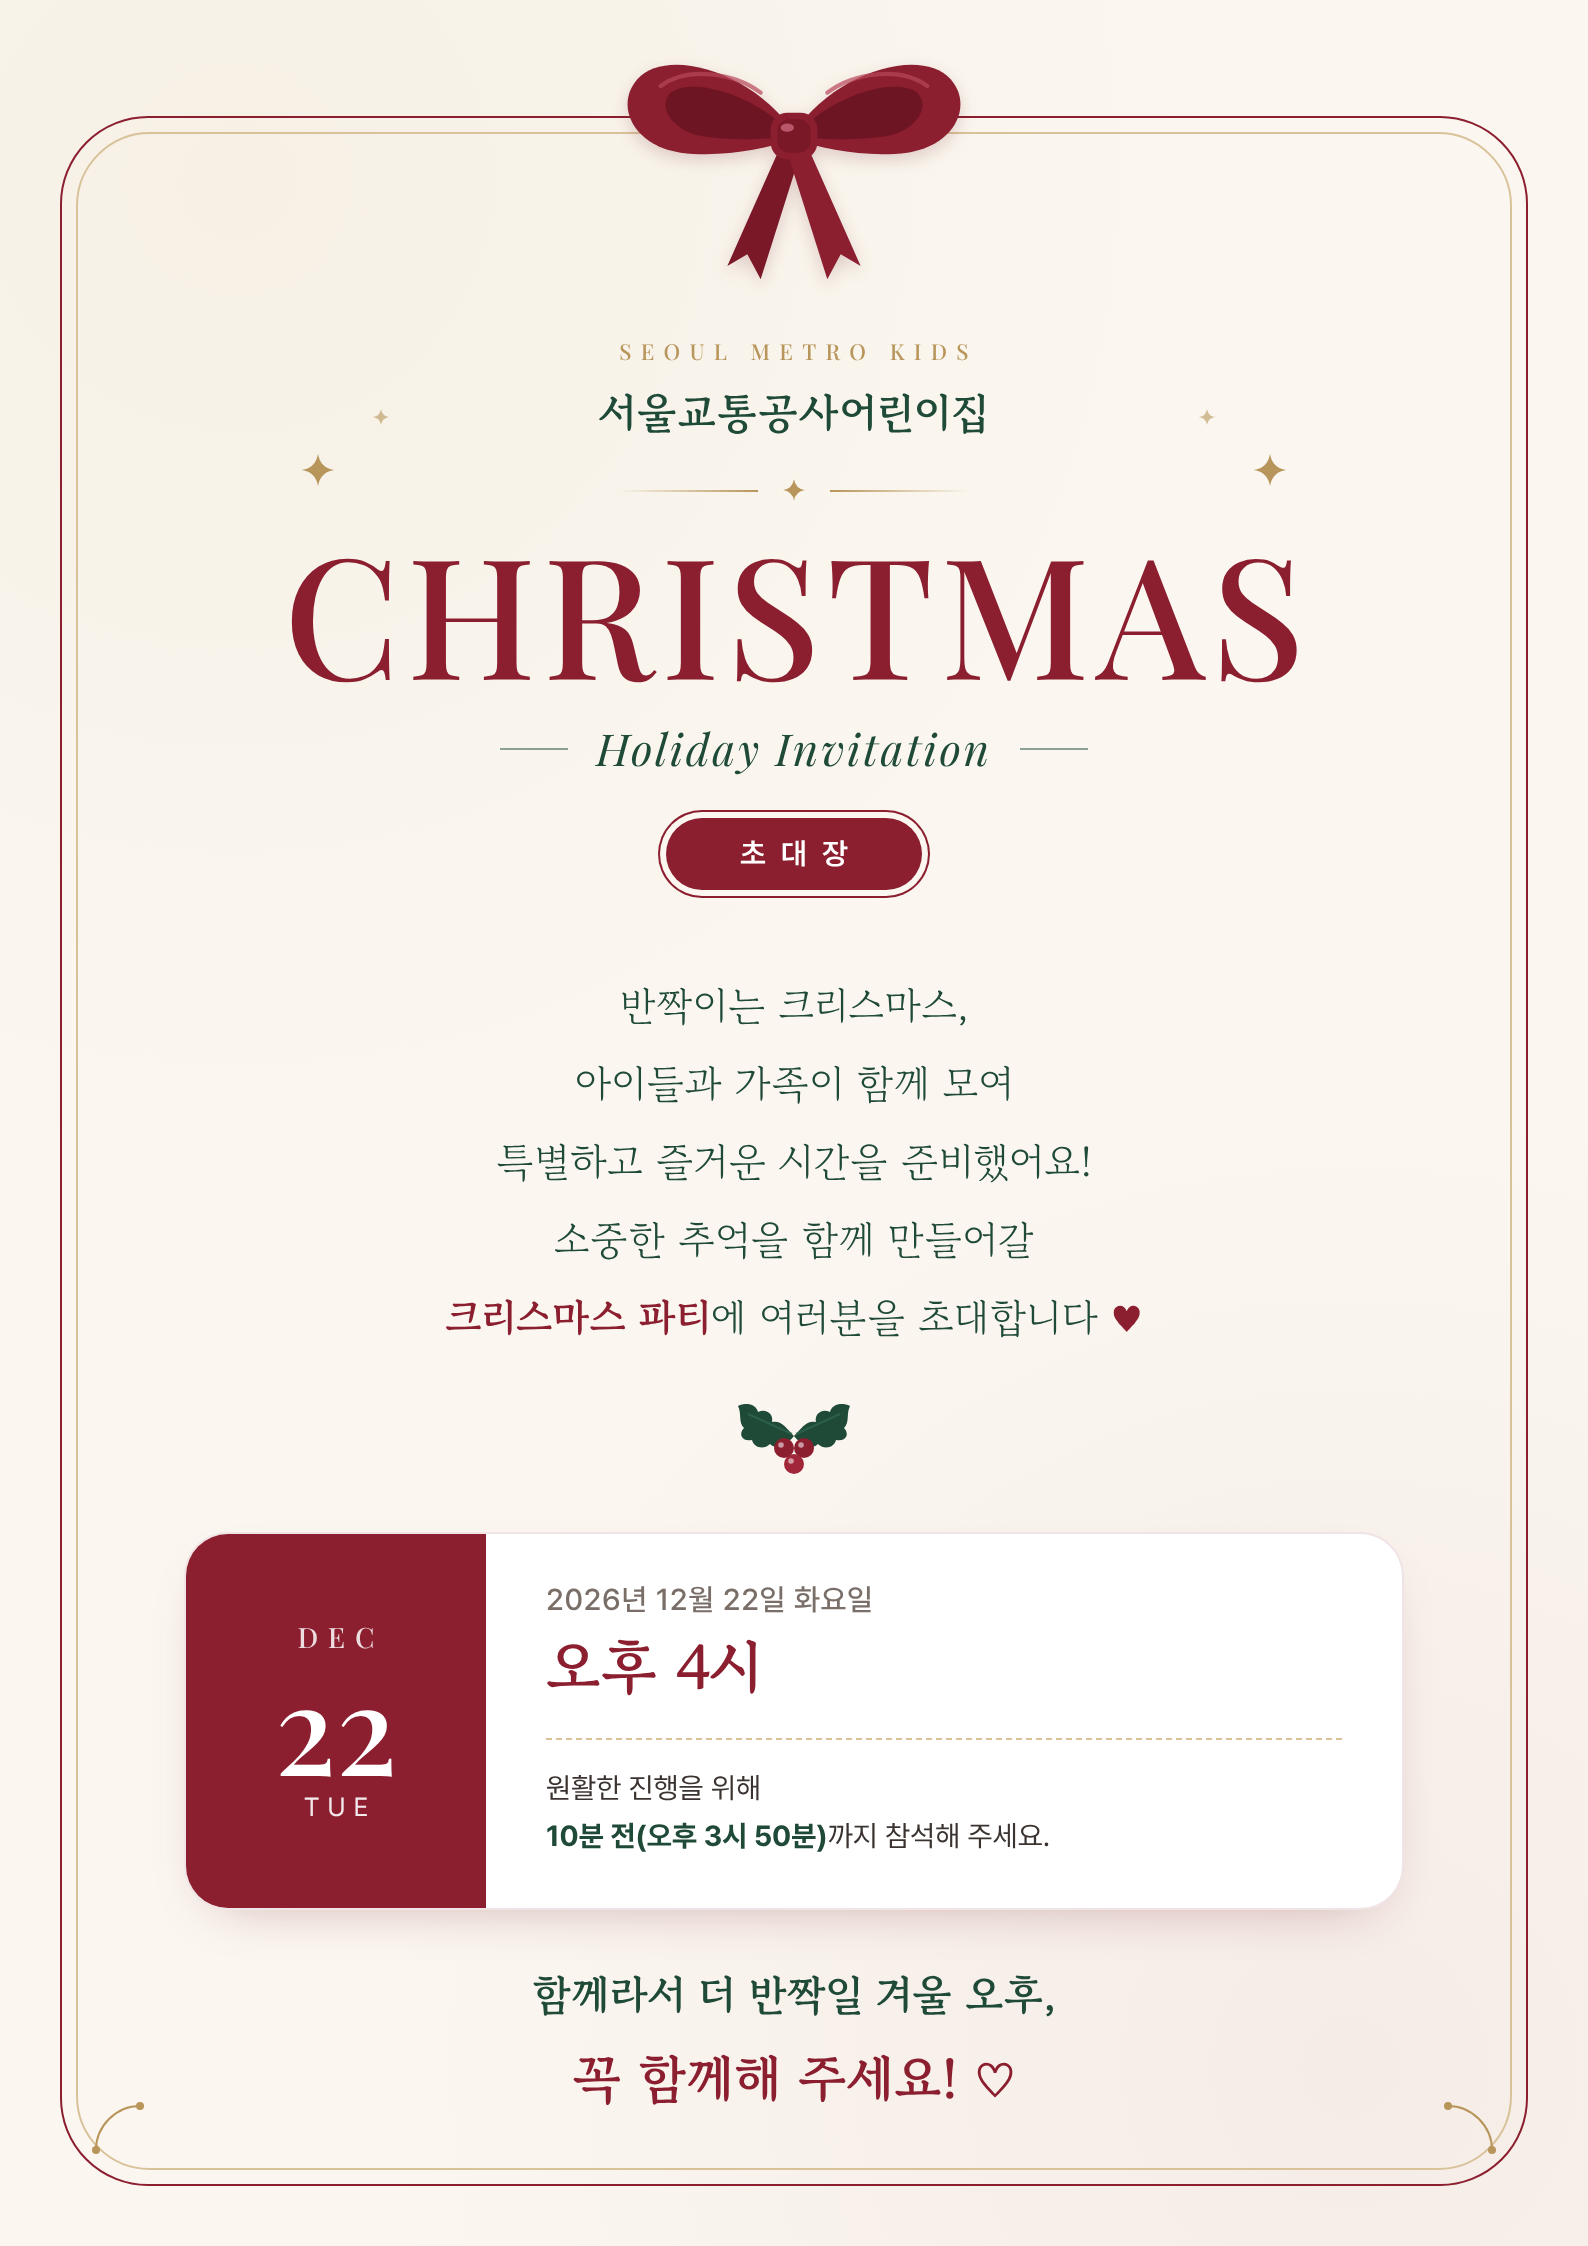 SEOUL METRO KIDS
서울교통공사어린이집
CHRISTMAS
Holiday Invitation
초대장
반짝이는 크리스마스,
아이들과 가족이 함께 모여
특별하고 즐거운 시간을 준비했어요!
소중한 추억을 함께 만들어갈
크리스마스 파티에 여러분을 초대합니다 ♥
DEC
22
TUE
2026년 12월 22일 화요일
오후 4시
원활한 진행을 위해
10분 전(오후 3시 50분)까지 참석해 주세요.
함께라서 더 반짝일 겨울 오후,
꼭 함께해 주세요! ♡